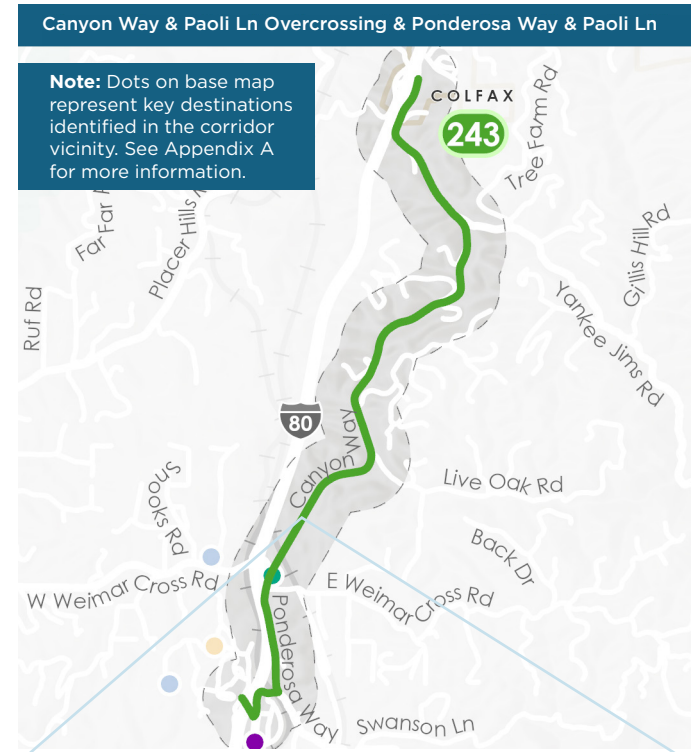 Canyon Way & Paoli Ln Overcrossing & Ponderosa Way & Paoli Ln
Note: Dots on base map
represent key destinations
identified in the corridor
vicinity. See Appendix A
for more information.
COLFAX
243
Tree Farm Rd
Far Far
Placer Hills
Gillis Hill Rd
Ruf Rd
Yankee Jims Rd
80
Canyon Way
Live Oak Rd
Snooks Rd
Back Dr
W Weimar Cross Rd
E Weimar Cross Rd
Ponderosa Way
Swanson Ln